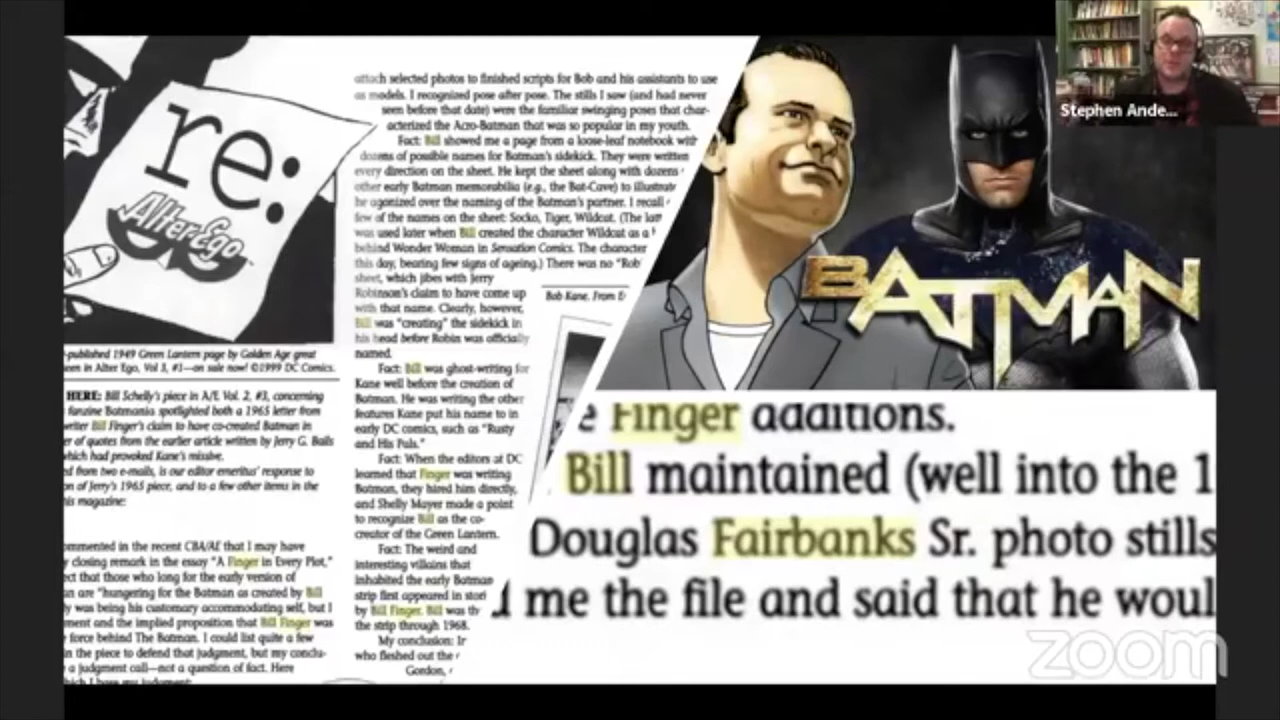 re:
AlterEgo
-published 1949 Green Lantern page by Golden Age great
een in Alter Ego, Vol 3, #1—on sale now! ©1999 DC Comics.
HERE: Bill Schelly's piece in A/E Vol. 2, #3, concerning
fanzine Batmania spotlighted both a 1965 letter from
writer Bill Finger's claim to have co-created Batman in
er of quotes from the earlier article written by Jerry G. Bails
which had provoked Kane's missive.
ed from two e-mails, is our editor emeritus' response to
on of Jerry's 1965 piece, and to a few other items in the
his magazine:
ommented in the recent CBA/AE that I may have
y closing remark in the essay "A Finger in Every Plot,"
ect that those who long for the early version of
an are "hungering for the Batman as created by Bill
ly was being his customary accommodating self, but I
ment and the implied proposition that Bill Finger was
force behind The Batman. I could list quite a few
in the piece to defend that judgment, but my conclu-
a judgment call—not a question of fact. Here
which I base my judgment:
attach selected photos to finished scripts for Bob and his assistants to use
as models. I recognized pose after pose. The stills I saw (and had never
seen before that date) were the familiar swinging poses that char-
acterized the Acro-Batman that was so popular in my youth.
Fact: Bill showed me a page from a loose-leaf notebook with
dozens of possible names for Batman's sidekick. They were written
every direction on the sheet. He kept the sheet along with dozens
other early Batman memorabilia (e.g., the Bat-Cave) to illustrate
he agonized over the naming of the Batman's partner. I recall
few of the names on the sheet: Socko, Tiger, Wildcat. (The latt
was used later when Bill created the character Wildcat as a
behind Wonder Woman in Sensation Comics. The character
this day, bearing few signs of ageing.) There was no "Rob
sheet, which jibes with Jerry
Robinson's claim to have come up
with that name. Clearly, however,
Bill was "creating" the sidekick in
his head before Robin was officially
named.
Fact: Bill was ghost-writing for
Kane well before the creation of
Batman. He was writing the other
features Kane put his name to in
early DC comics, such as "Rusty
and His Pals."
Fact: When the editors at DC
learned that Finger was writing
Batman, they hired him directly,
and Shelly Mayer made a point
to recognize Bill as the co-
creator of the Green Lantern.
Fact: The weird and
interesting villains that
inhabited the early Batman
strip first appeared in stori
by Bill Finger. Bill was th
the strip through 1968.
My conclusion: Ir
who fleshed out the
Gordon,
Bob Kane. From
BATMAN
Stephen Ande...
e Finger additions.
Bill maintained (well into the 1
Douglas Fairbanks Sr. photo stills
d me the file and said that he woul
zoom